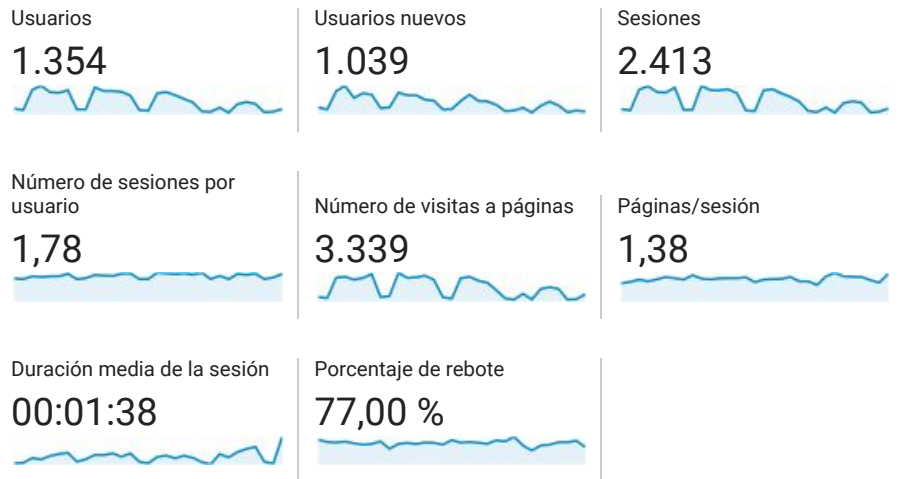 Usuarios
1.354
Usuarios nuevos
1.039
Sesiones
2.413
Número de sesiones por
usuario
1,78
Número de visitas a páginas
3.339
Páginas/sesión
1,38
Duración media de la sesión
00:01:38
Porcentaje de rebote
77,00 %